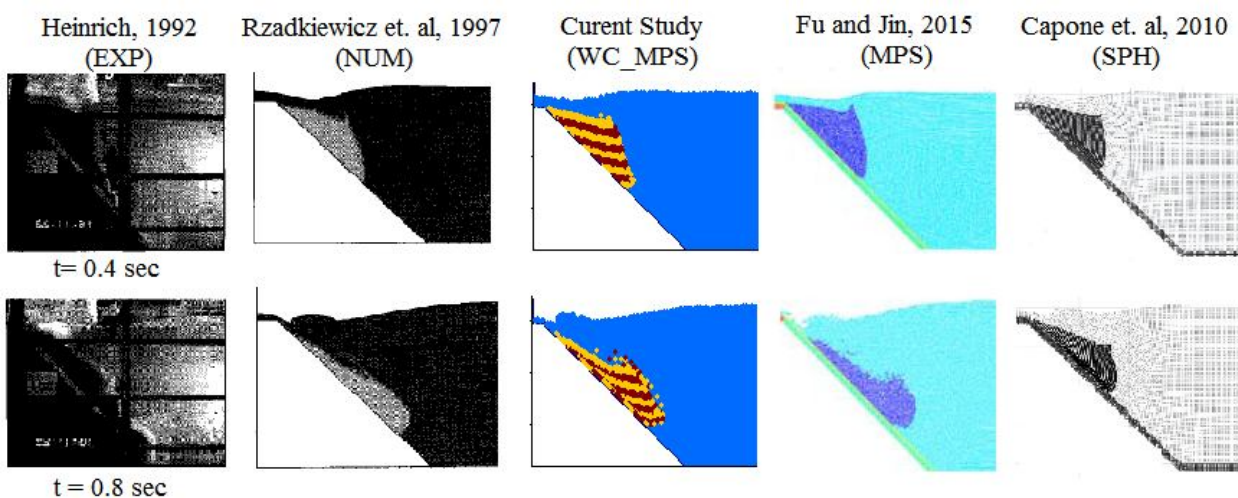 Heinrich, 1992
(EXP)
Rzadkiewicz et. al, 1997
(NUM)
Curent Study
(WC_MPS)
Fu and Jin, 2015
(MPS)
Capone et. al, 2010
(SPH)
t= 0.4 sec
t = 0.8 sec